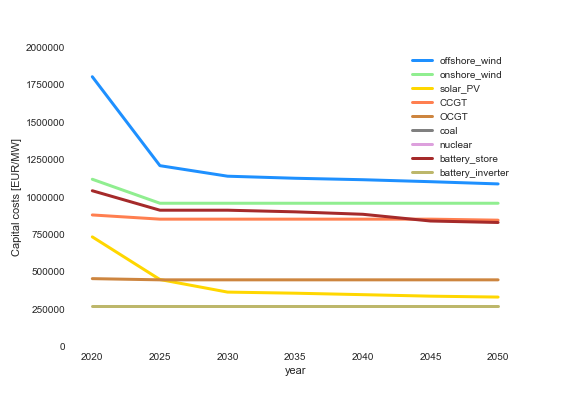 2000000
1750000
1500000
1250000
1000000
750000
500000
250000
0
Capital costs [EUR/MW]
offshore_wind
onshore_wind
solar_PV
CCGT
OCGT
coal
nuclear
battery_store
battery_inverter
2020 2025 2030 2035 2040 2045 2050
year